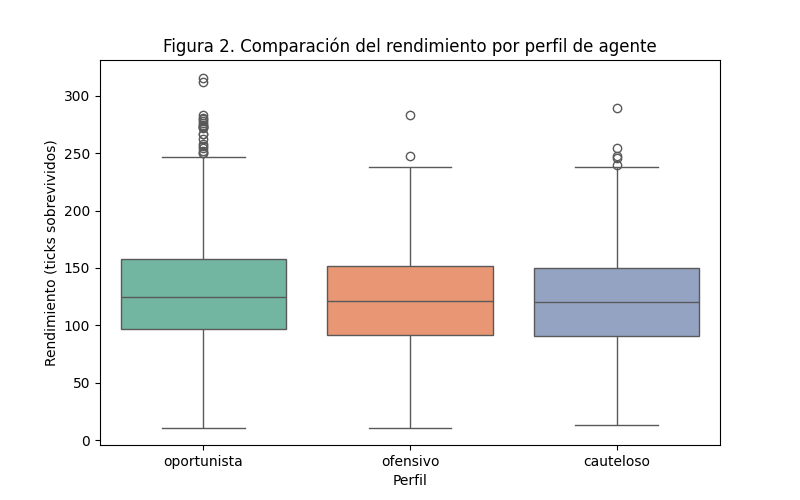 Figura 2. Comparación del rendimiento por perfil de agente
Rendimiento (ticks sobrevividos)
300
250
200
150
100
50
0
oportunista
ofensivo
cauteloso
Perfil